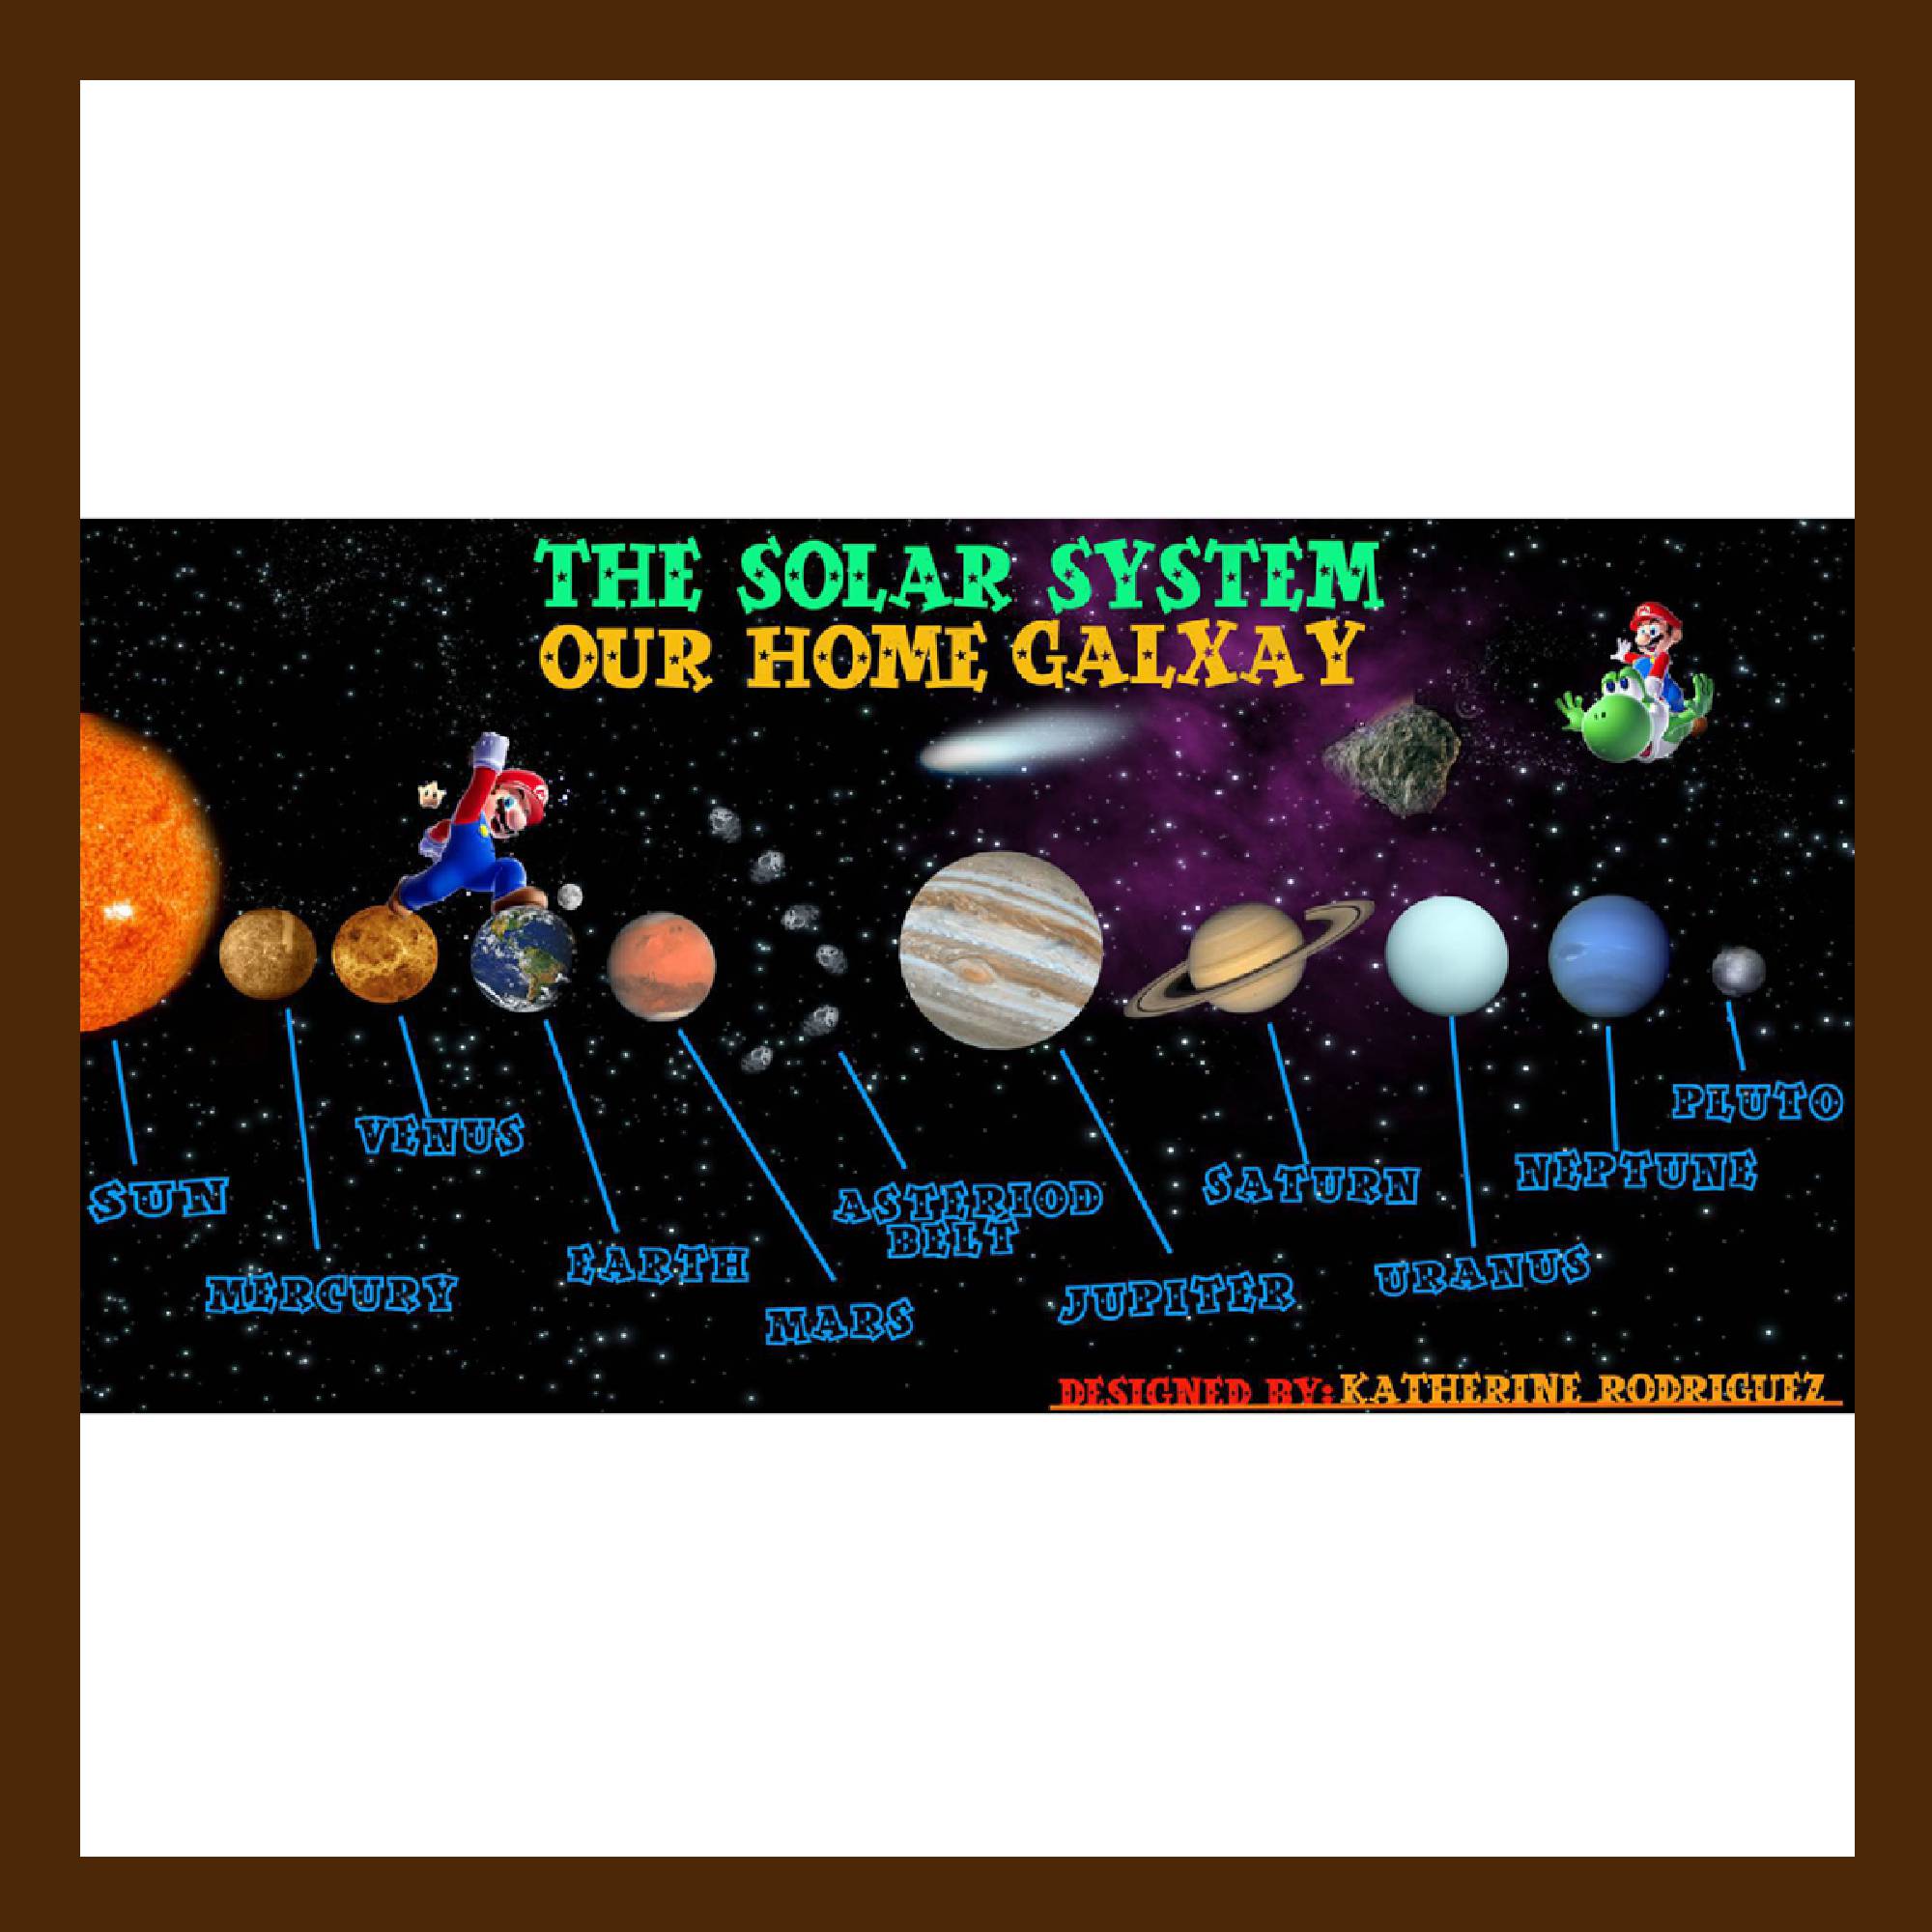 THE SOLAR SYSTEM
OUR HOME GALXAY
SUN
MERCURY
VENUS
EARTH
MARS
ASTERIOD
BELT
JUPITER
SATURN
URANUS
NEPTUNE
PLUTO
DESIGNED BY: KATHERINE RODRIGUEZ